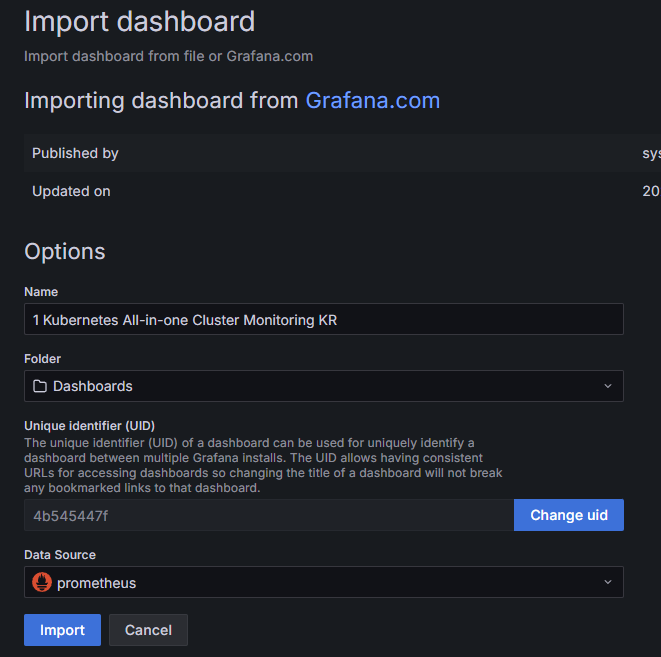 Import dashboard
Import dashboard from file or Grafana.com
Importing dashboard from Grafana.com
Published by
Updated on
Options
Name
1 Kubernetes All-in-one Cluster Monitoring KR
Folder
Dashboards
Unique identifier (UID)
The unique identifier (UID) of a dashboard can be used for uniquely identify a
dashboard between multiple Grafana installs. The UID allows having consistent
URLs for accessing dashboards so changing the title of a dashboard will not break
any bookmarked links to that dashboard.
4b545447f
Change uid
Data Source
prometheus
Import
Cancel